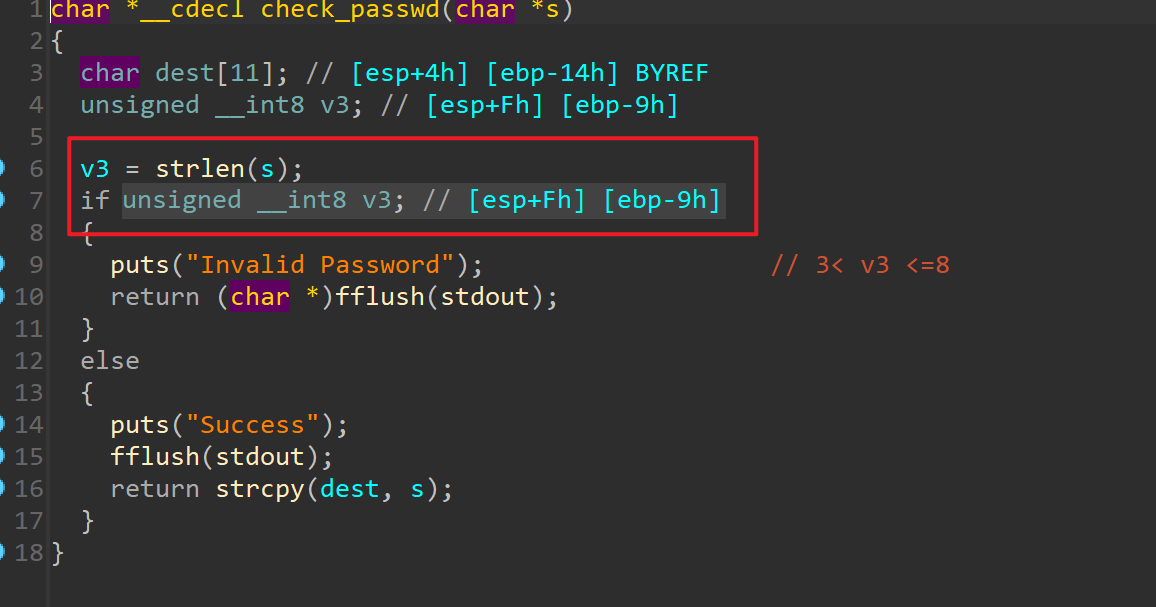 1 char *__cdecl check_passwd(char *s)
2 {
3 char dest[11]; // [esp+4h] [ebp-14h] BYREF
4 unsigned __int8 v3; // [esp+Fh] [ebp-9h]
5
6 v3 = strlen(s);
7 if unsigned __int8 v3; // [esp+Fh] [ebp-9h]
8 {
9 puts("Invalid Password"); // 3< v3 <=8
10 return (char *)fflush(stdout);
11 }
12 else
13 {
14 puts("Success");
15 fflush(stdout);
16 return strcpy(dest, s);
17 }
18 }